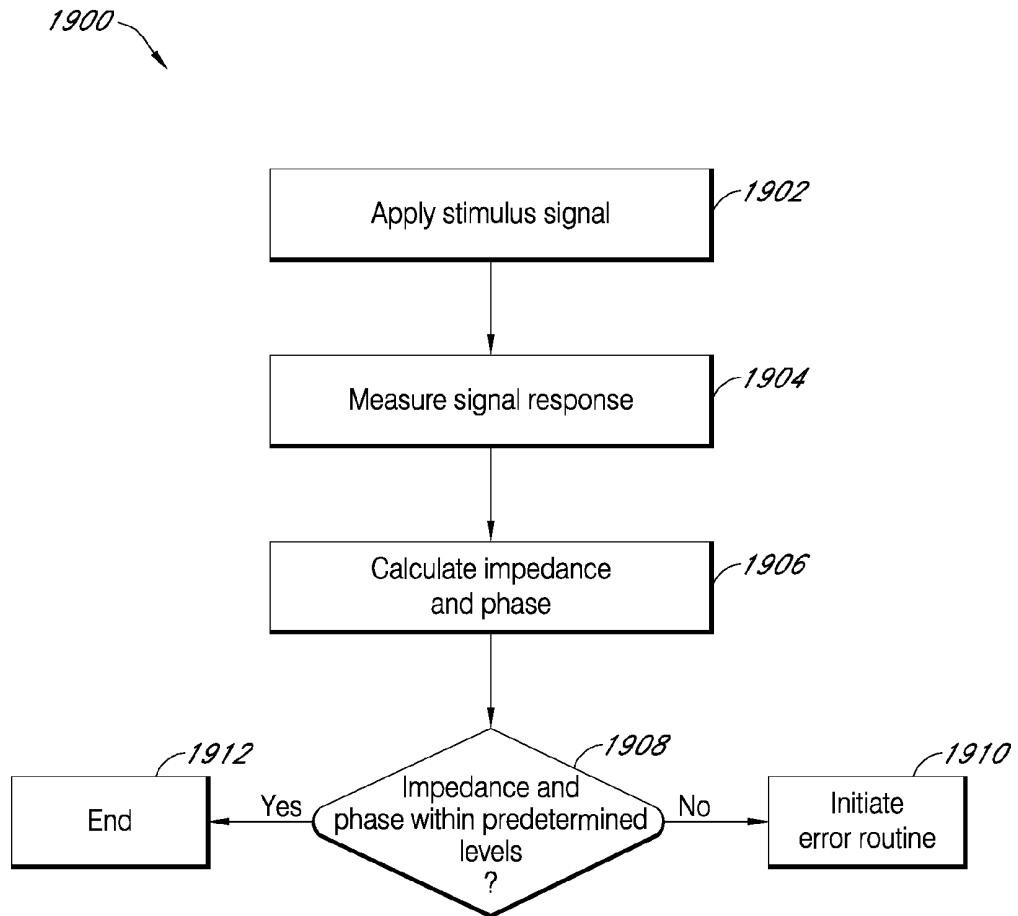 1900
Apply stimulus signal
1902
Measure signal response
1904
Calculate impedance
and phase
1906
Impedance and
phase within predetermined
levels
?
1908
Yes
No
End
1912
Initiate
error routine
1910